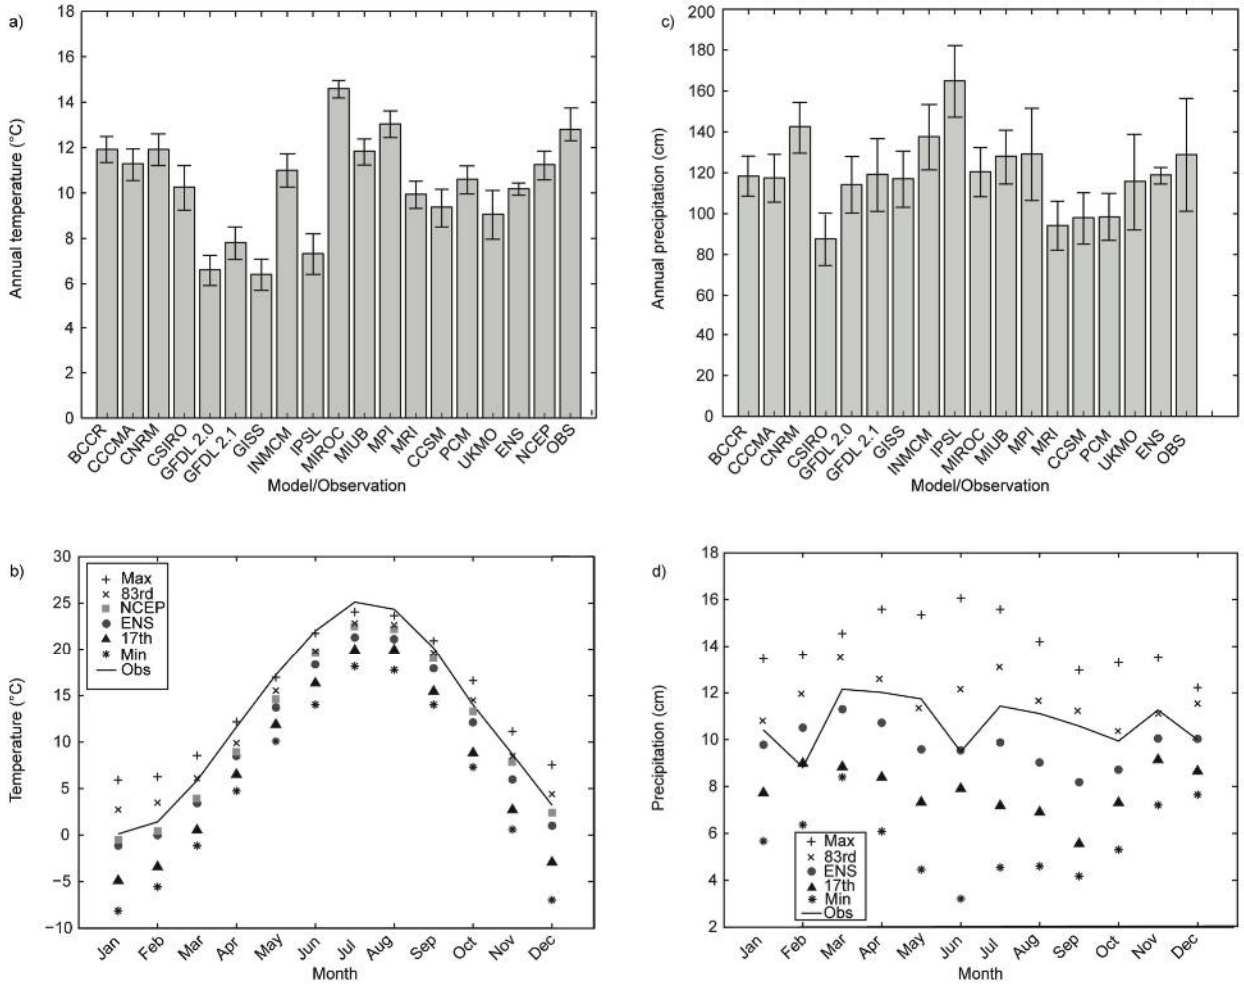 a)
18
16
14
12
10
8
6
4
2
0
Annual temperature (°C)
BCCR
CCCMA
CNRM
CSIRO
GFDL 2.0
GFDL 2.1
GISS
INMCM
IPSL
MIROC
MIUB
MPI
MRI
CCSM
PCM
UKMO
ENS
NCEP
OBS
Model/Observation
c)
200
180
160
140
120
100
80
60
40
20
0
Annual precipitation (cm)
BCCR
CCCMA
CNRM
CSIRO
GFDL 2.0
GFDL 2.1
GISS
INMCM
IPSL
MIROC
MIUB
MPI
MRI
CCSM
PCM
UKMO
ENS
OBS
Model/Observation
b)
30
25
20
15
10
5
0
−5
−10
Temperature (°C)
Max
83rd
NCEP
ENS
17th
Min
Obs
Jan
Feb
Mar
Apr
May
Jun
Jul
Aug
Sep
Oct
Nov
Dec
Month
d)
18
16
14
12
10
8
6
4
2
Precipitation (cm)
Max
83rd
ENS
17th
Min
Obs
Jan
Feb
Mar
Apr
May
Jun
Jul
Aug
Sep
Oct
Nov
Dec
Month